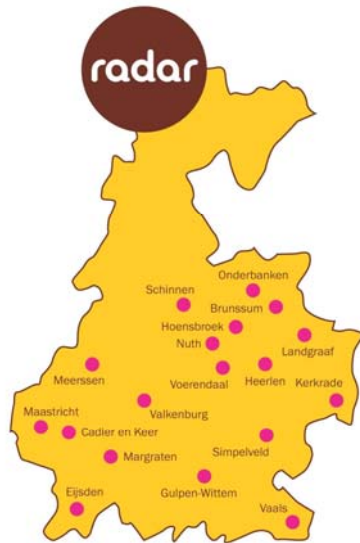 radar
Onderbanken
Schinnen
Brunssum
Hoensbroek
Nuth
Landgraaf
Meerssen
Voerendaal
Heerlen
Kerkrade
Maastricht
Valkenburg
Cadier en Keer
Simpelveld
Margraten
Gulpen-Wittem
Eijsden
Vaals